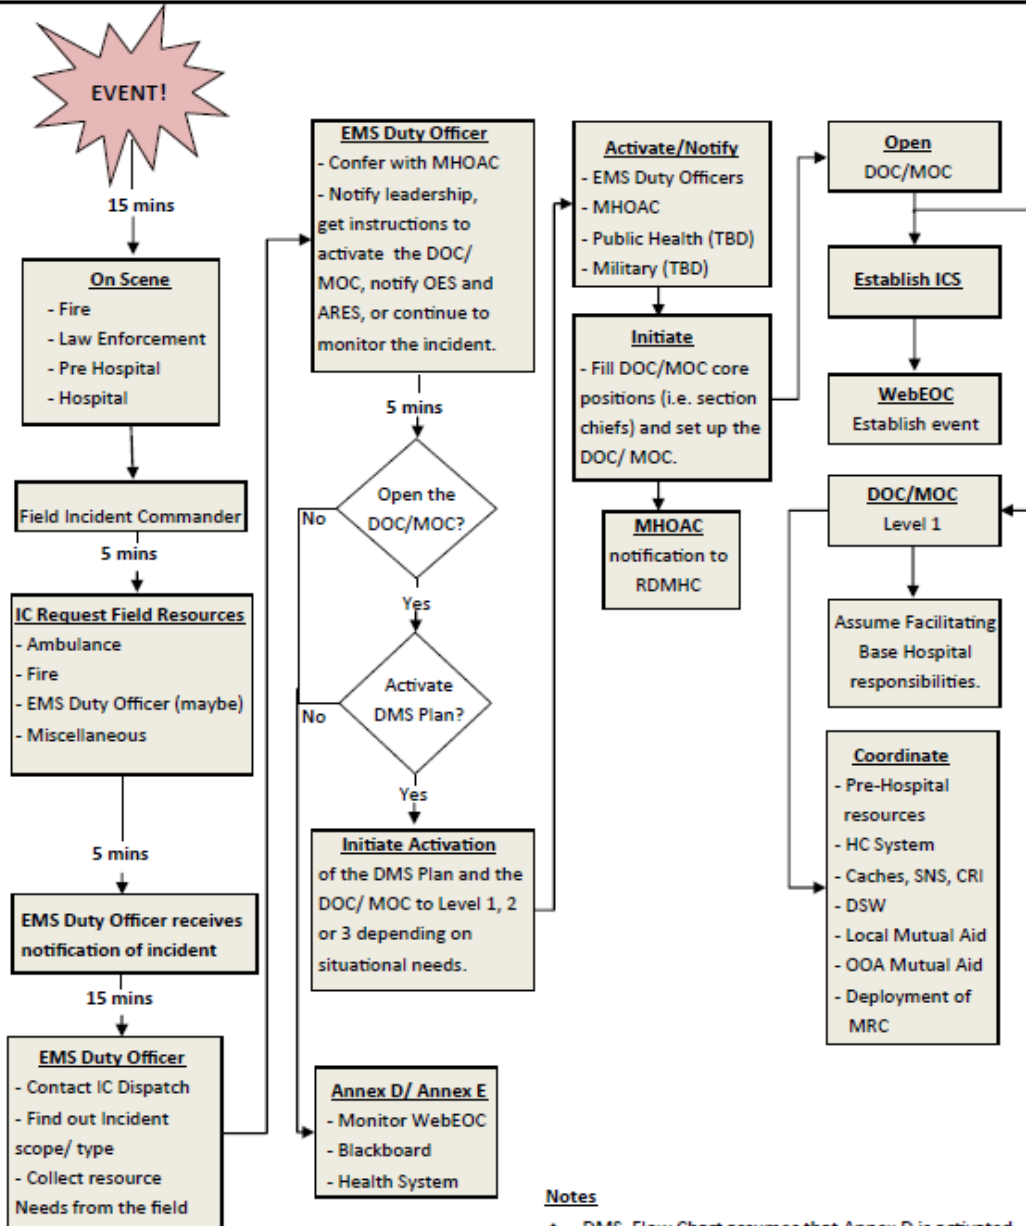 EVENT!
15 mins
On Scene
- Fire
- Law Enforcement
- Pre Hospital
- Hospital
Field Incident Commander
5 mins
IC Request Field Resources
- Ambulance
- Fire
- EMS Duty Officer (maybe)
- Miscellaneous
5 mins
EMS Duty Officer receives
notification of incident
15 mins
EMS Duty Officer
- Contact IC Dispatch
- Find out Incident
scope/ type
- Collect resource
Needs from the field
EMS Duty Officer
- Confer with MHOAC
- Notify leadership,
get instructions to
activate the DOC/
MOC, notify OES and
ARES, or continue to
monitor the incident.
5 mins
Open the
DOC/MOC?
No
Yes
Activate
DMS Plan?
No
Yes
Initiate Activation
of the DMS Plan and the
DOC/ MOC to Level 1, 2
or 3 depending on
situational needs.
Annex D/ Annex E
- Monitor WebEOC
- Blackboard
- Health System
Activate/Notify
- EMS Duty Officers
- MHOAC
- Public Health (TBD)
- Military (TBD)
Initiate
- Fill DOC/MOC core
positions (i.e. section
chiefs) and set up the
DOC/ MOC.
MHOAC
notification to
RDMHC
Open
DOC/MOC
Establish ICS
WebEOC
Establish event
DOC/MOC
Level 1
Assume Facilitating
Base Hospital
responsibilities.
Coordinate
- Pre-Hospital
resources
- HC System
- Caches, SNS, CRI
- DSW
- Local Mutual Aid
- OOA Mutual Aid
- Deployment of
MRC
Notes
DMS Flow Chart assumes that Annex D is activated